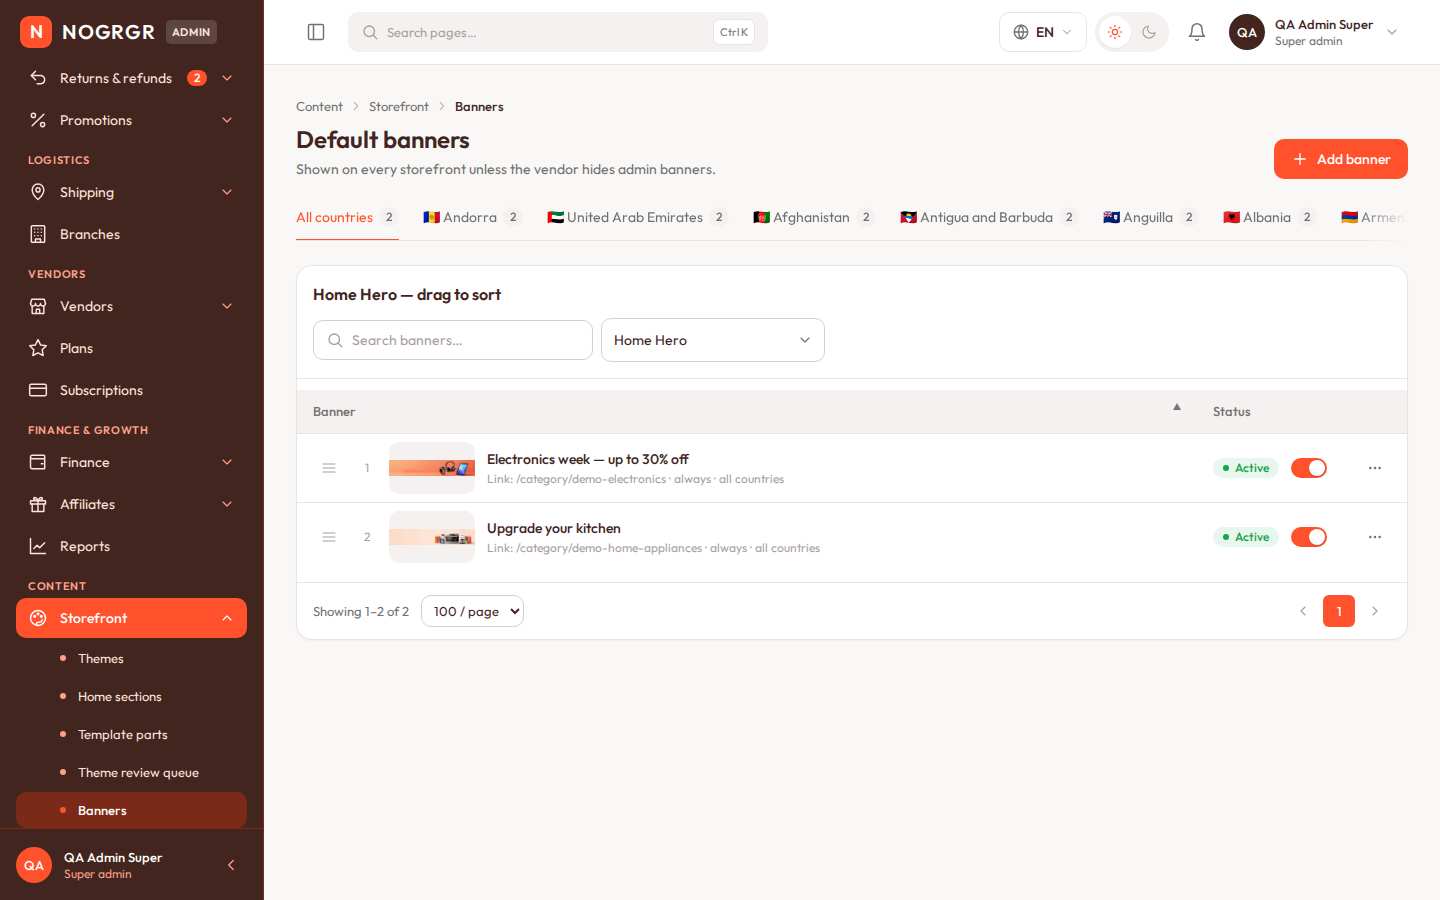 N NOGRGR ADMIN
Returns & refunds 2
Promotions
LOGISTICS
Shipping
Branches
VENDORS
Vendors
Plans
Subscriptions
FINANCE & GROWTH
Finance
Affiliates
Reports
CONTENT
Storefront
Themes
Home sections
Template parts
Theme review queue
Banners
QA QA Admin Super
Super admin
Search pages... Ctrl K
EN
QA QA Admin Super
Super admin
Content > Storefront > Banners
Default banners
Shown on every storefront unless the vendor hides admin banners.
+ Add banner
All countries 2 Andorra 2 United Arab Emirates 2 Afghanistan 2 Antigua and Barbuda 2 Anguilla 2 Albania 2 Armen
Home Hero — drag to sort
Search banners... Home Hero
Banner ▲ Status
1 Electronics week — up to 30% off Active
Link: /category/demo-electronics · always · all countries
2 Upgrade your kitchen Active
Link: /category/demo-home-appliances · always · all countries
Showing 1–2 of 2 100 / page 1